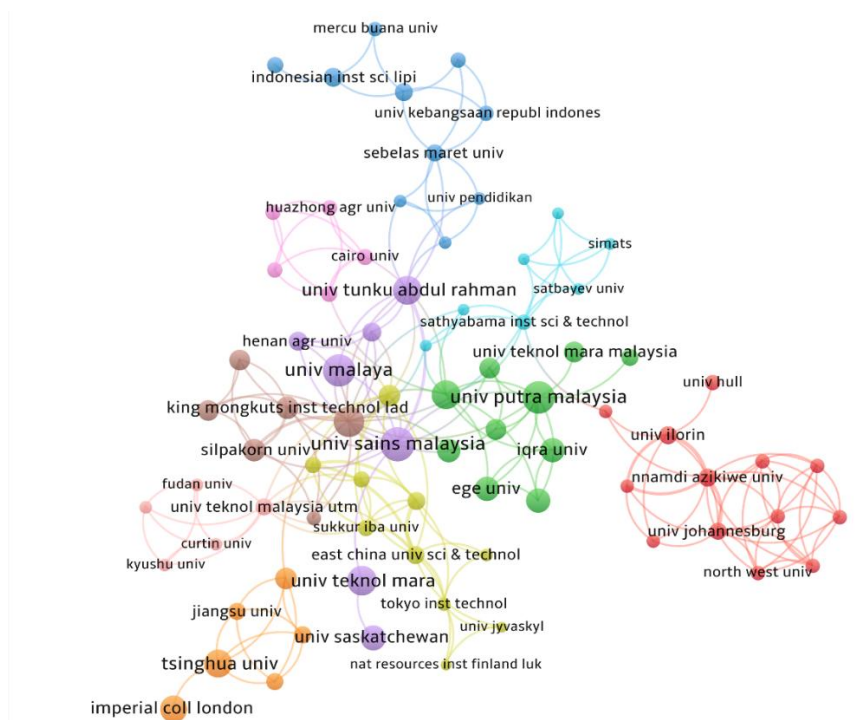 mercu buana univ
indonesian inst sci lipi
univ kebangsaan republ indones
sebelas maret univ
huazhong agr univ
univ pendidikan
simats
cairo univ
univ tunku abdul rahman
satbayev univ
sathyabama inst sci & technol
henan agr univ
univ teknol mara malaysia
univ malaya
univ hull
univ putra malaysia
king mongkuts inst technol lad
univ ilorin
univ sains malaysia
silpakorn univ
iqra univ
nnamdi azikiwe univ
fudan univ
ege univ
univ teknol malaysia utm
sukkur iba univ
univ johannesburg
curtin univ
east china univ sci & technol
kyushu univ
north west univ
univ teknol mara
tokyo inst technol
jiangsu univ
univ jyvaskyl
univ saskatchewan
tsinghua univ
nat resources inst finland luk
imperial coll london